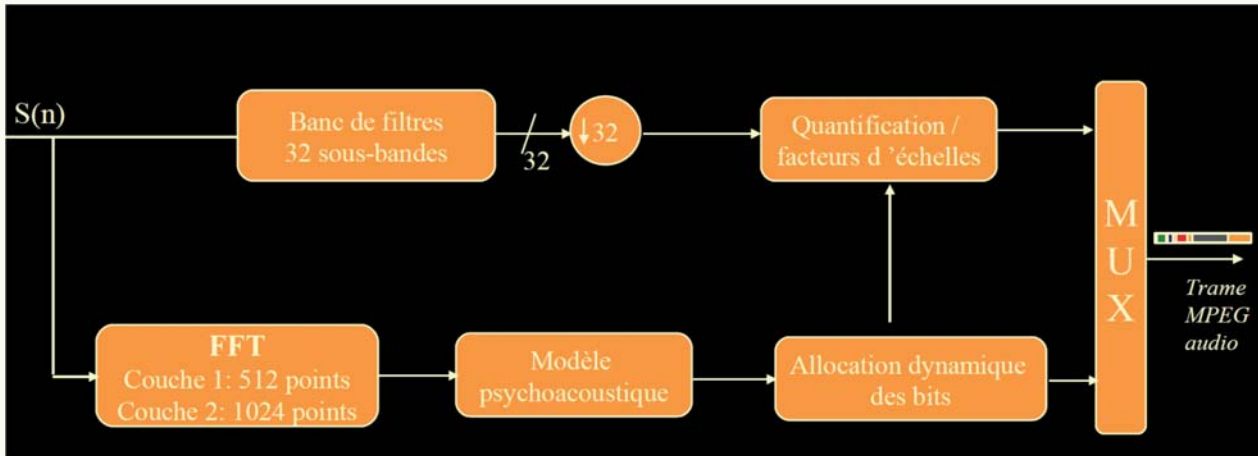 S(n)
Banc de filtres
32 sous-bandes
32
↓32
Quantification /
facteurs d ’échelles
M
U
X
Trame
MPEG
audio
FFT
Couche 1: 512 points
Couche 2: 1024 points
Modèle
psychoacoustique
Allocation dynamique
des bits